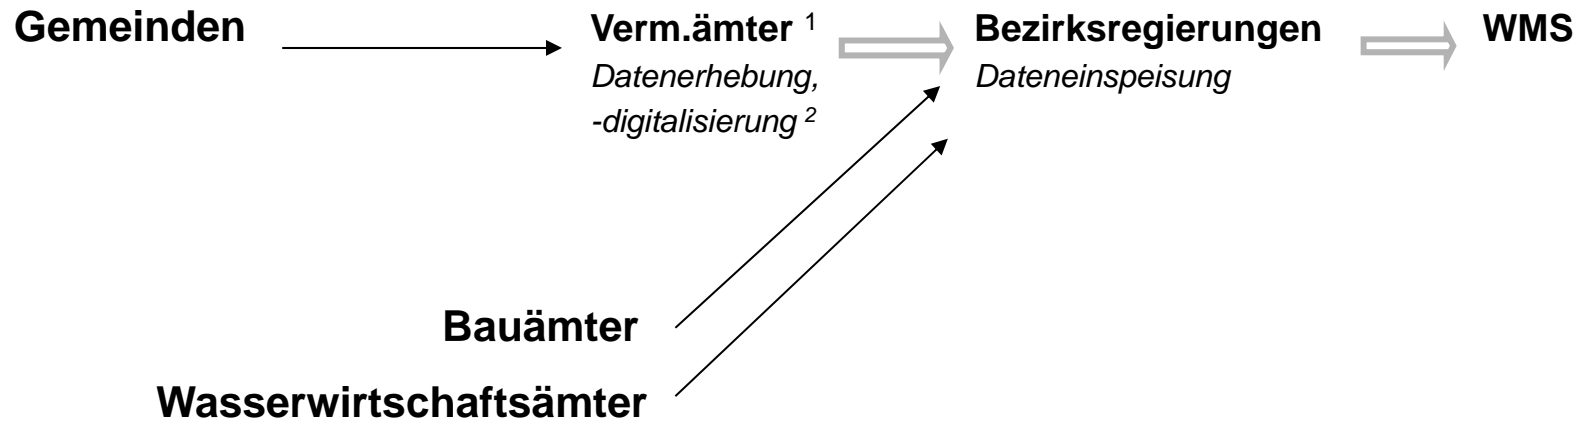 Gemeinden
Verm.ämter ¹
Datenerhebung,
-digitalisierung ²
Bezirksregierungen
Dateneinspeisung
WMS
Bauämter
Wasserwirtschaftsämter